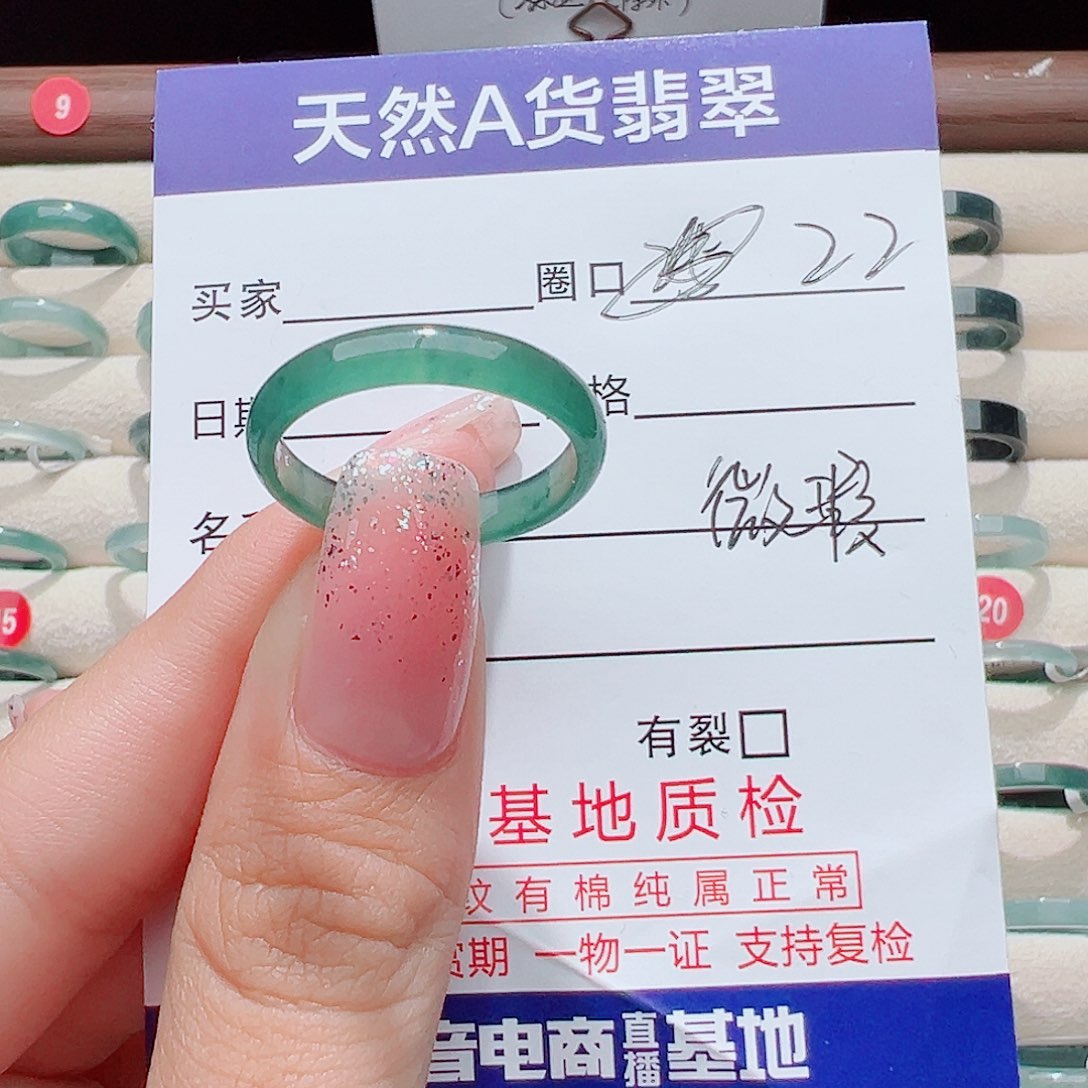 9
天然A货翡翠
买家 圈口 22
日期 格
名 微瑕
15
20
有裂□
基地质检
纹有棉纯属正常
赏期 一物一证 支持复检
音电商直播基地